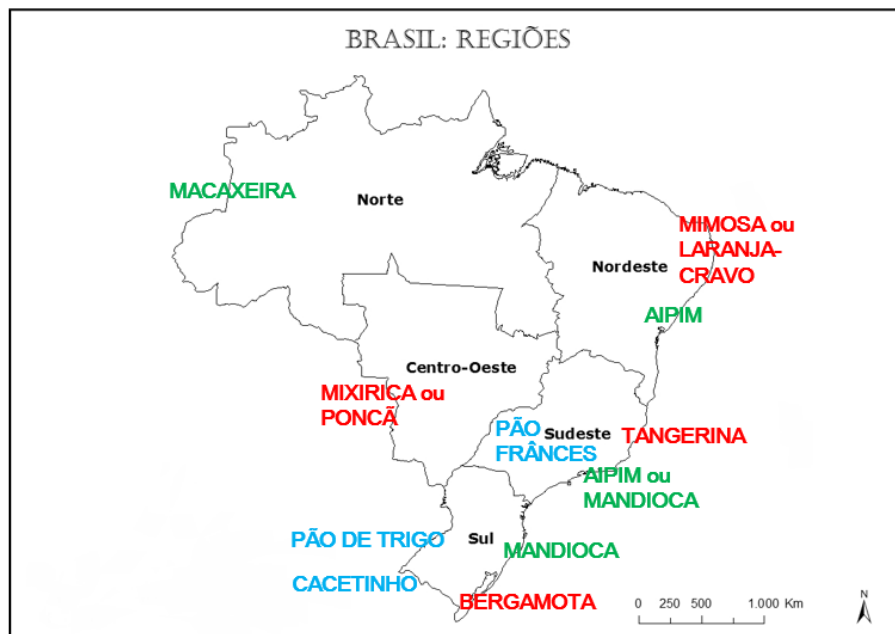 BRASIL: REGIÕES
MACAXEIRA
Norte
MIMOSA ou
LARANJA-
CRAVO
Nordeste
AIPIM
Centro-Oeste
MIXIRICA ou
PONCÃ
PÃO
FRÂNCES
Sudeste
TANGERINA
AIPIM ou
MANDIOCA
PÃO DE TRIGO
Sul
MANDIOCA
CACETINHO
BERGAMOTA
0 250 500 1.000 Km
N